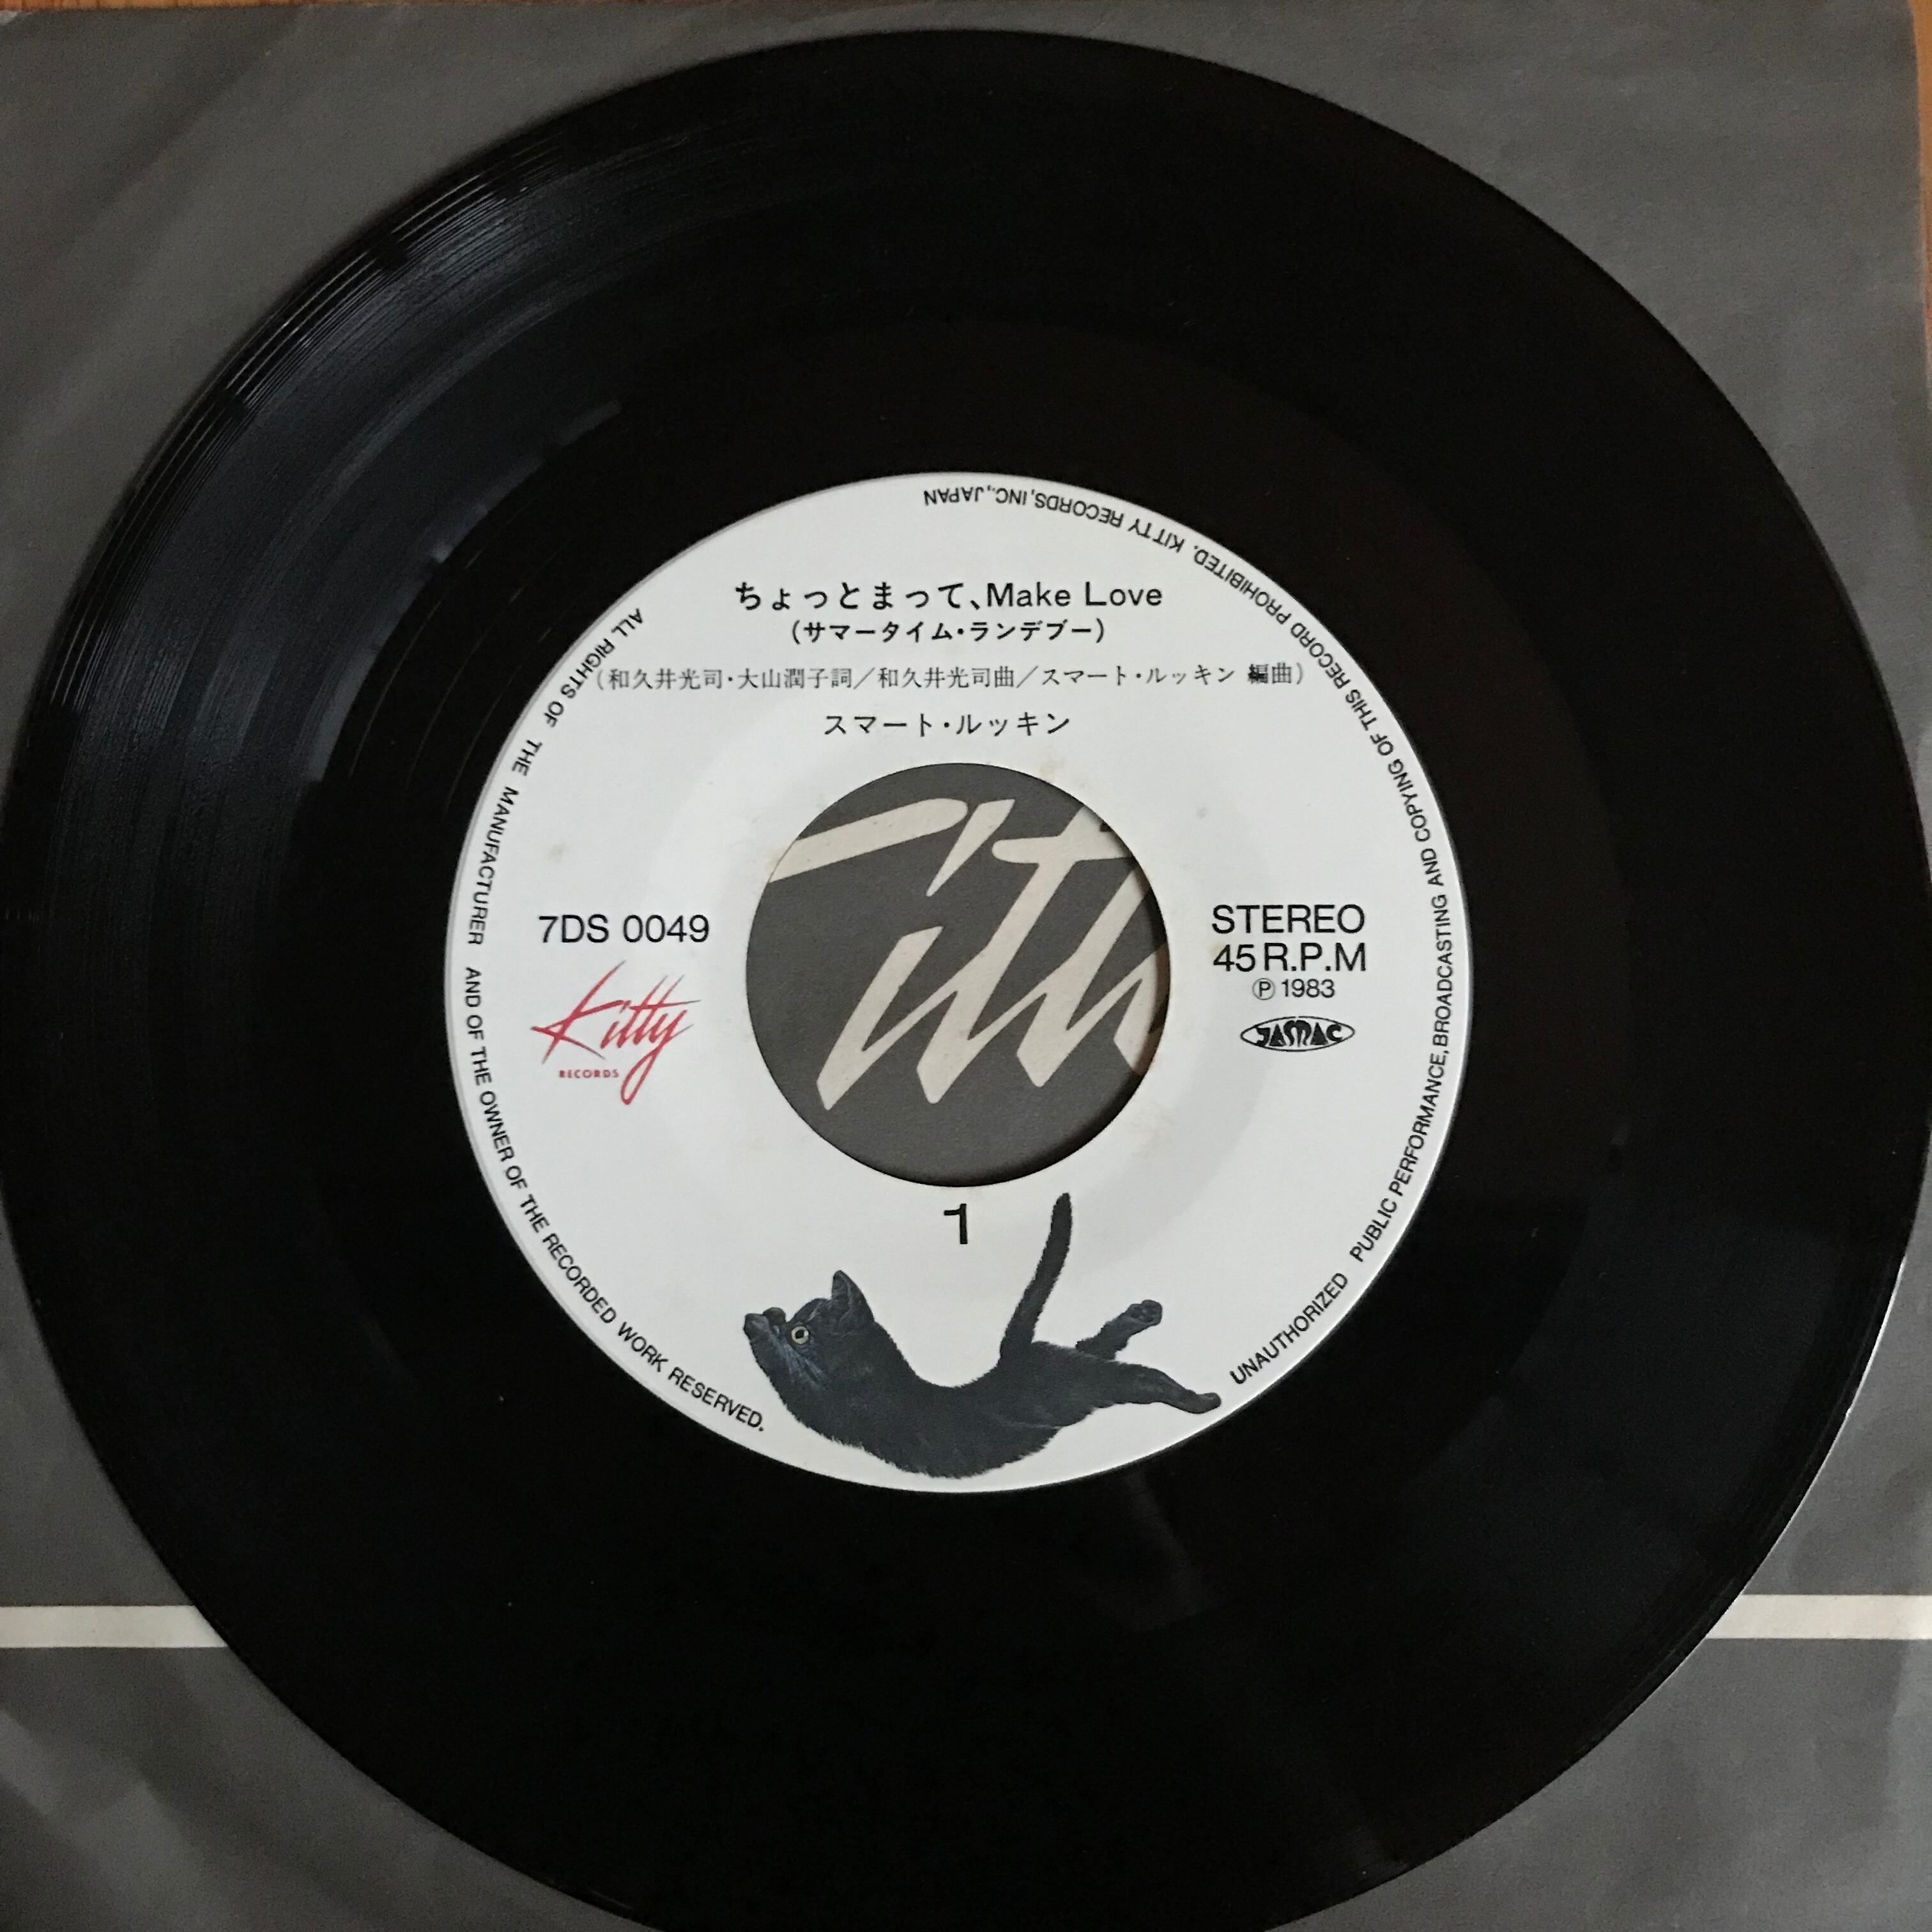 ちょっとまって、Make Love
(サマータイム・ランデブー)
(和久井光司・大山潤子詞／和久井光司曲／スマート・ルッキン 編曲)
スマート・ルッキン
7DS 0049
Kitty
RECORDS
STEREO
45 R.P.M
Ⓟ 1983
JASRAC
1
ALL RIGHTS OF THE MANUFACTURER AND OF THE OWNER OF THE RECORDED WORK RESERVED.
UNAUTHORIZED PUBLIC PERFORMANCE, BROADCASTING AND COPYING OF THIS RECORD PROHIBITED. KITTY RECORDS, INC., JAPAN